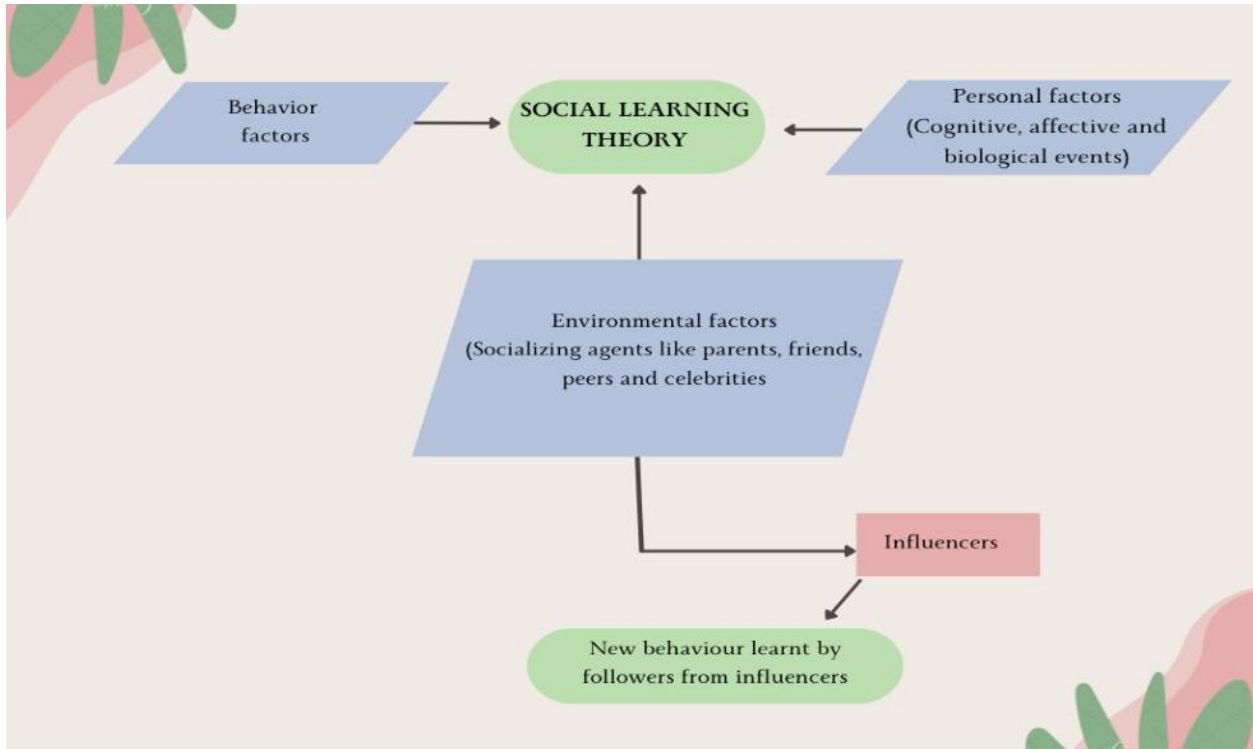 Behavior
factors
SOCIAL LEARNING
THEORY
Personal factors
(Cognitive, affective and
biological events)
Environmental factors
(Socializing agents like parents, friends,
peers and celebrities
Influencers
New behaviour learnt by
followers from influencers